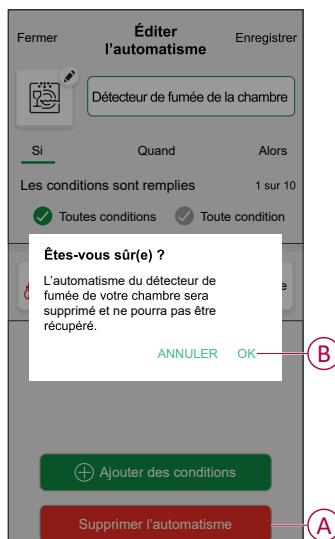 Fermer
Éditer
l'automatisme
Enregistrer
Détecteur de fumée de la chambre
Si
Quand
Alors
Les conditions sont remplies
1 sur 10
Toutes conditions
Toute condition
Êtes-vous sûr(e) ?
L'automatisme du détecteur de
fumée de votre chambre sera
supprimé et ne pourra pas être
récupéré.
ANNULER
OK
B
Ajouter des conditions
Supprimer l'automatisme
A